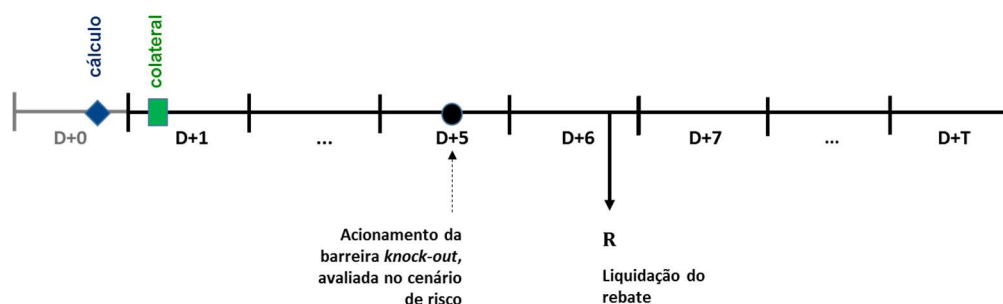 cálculo
colateral
D+0
D+1
...
D+5
D+6
D+7
...
D+T
Acionamento da
barreira knock-out,
avaliada no cenário
de risco
R
Liquidação do
rebate